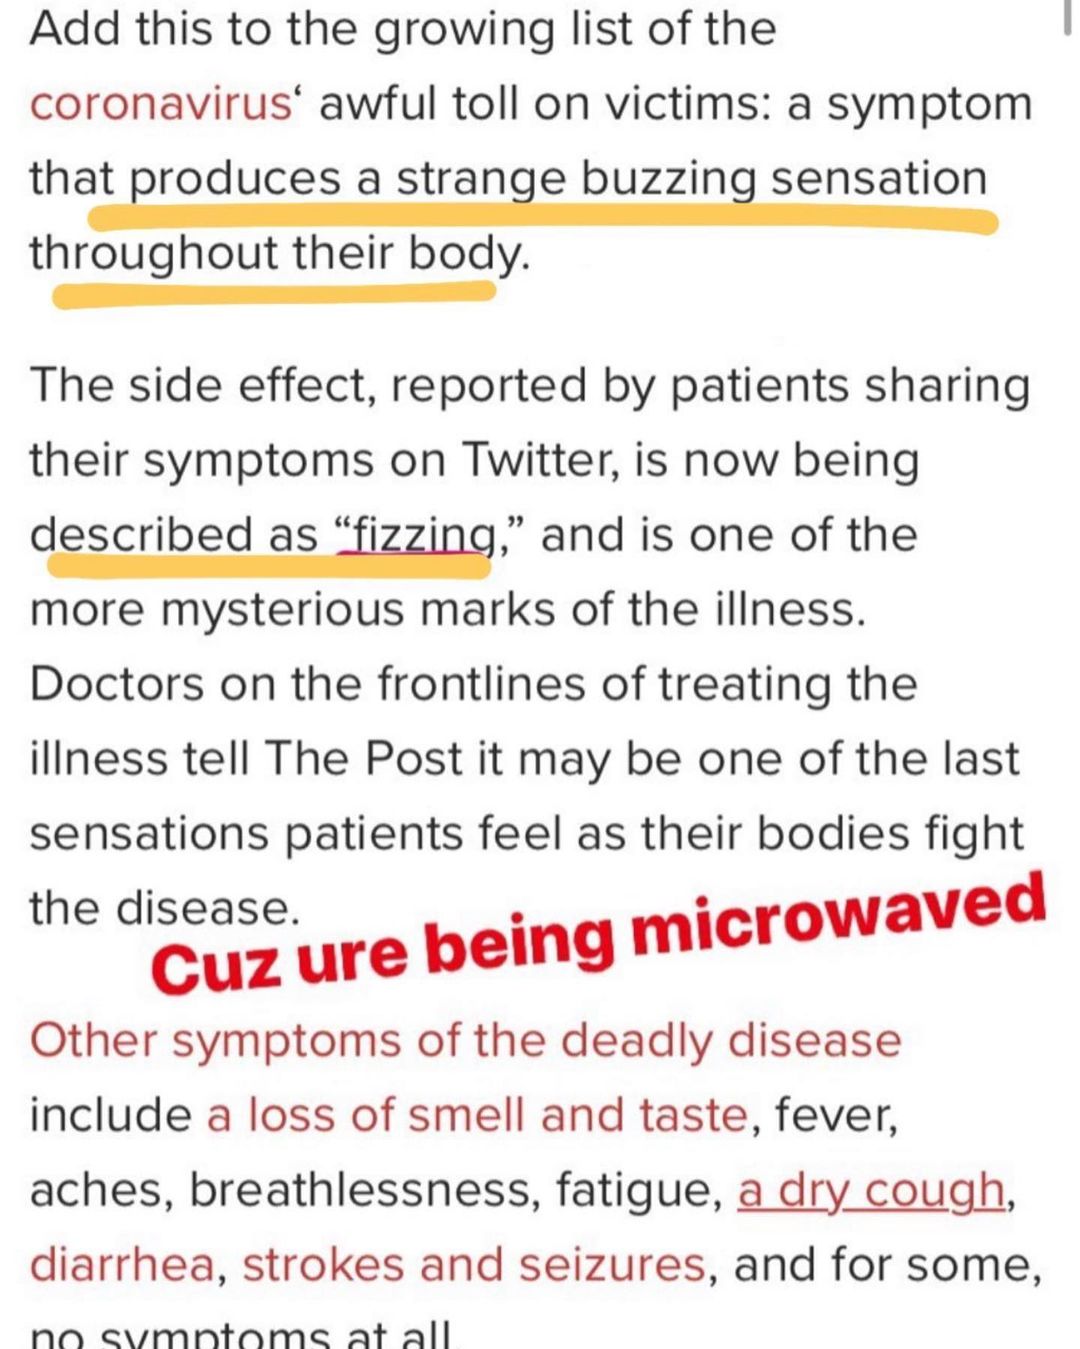 Add this to the growing list of the
coronavirus‘ awful toll on victims: a symptom
that produces a strange buzzing sensation
throughout their body.
The side effect, reported by patients sharing
their symptoms on Twitter, is now being
described as “fizzing,” and is one of the
more mysterious marks of the illness.
Doctors on the frontlines of treating the
illness tell The Post it may be one of the last
sensations patients feel as their bodies fight
the disease.
Cuz ure being microwaved
Other symptoms of the deadly disease
include a loss of smell and taste, fever,
aches, breathlessness, fatigue, a dry cough,
diarrhea, strokes and seizures, and for some,
no symptoms at all.